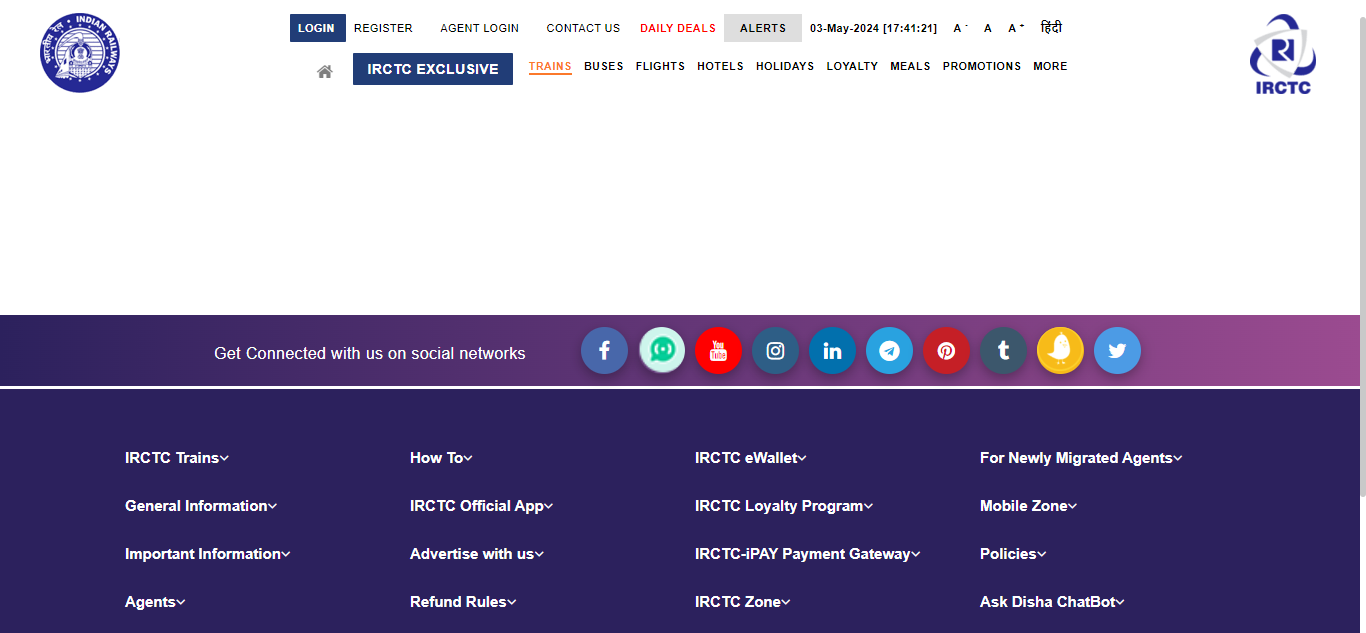 LOGIN REGISTER AGENT LOGIN CONTACT US DAILY DEALS ALERTS 03-May-2024 [17:41:21] A - A A + हिंदी
भारतीय रेल INDIAN RAILWAYS
IRCTC EXCLUSIVE TRAINS BUSES FLIGHTS HOTELS HOLIDAYS LOYALTY MEALS PROMOTIONS MORE
IRCTC
Get Connected with us on social networks f You Tube in t
IRCTC Trains How To IRCTC eWallet For Newly Migrated Agents
General Information IRCTC Official App IRCTC Loyalty Program Mobile Zone
Important Information Advertise with us IRCTC-iPAY Payment Gateway Policies
Agents Refund Rules IRCTC Zone Ask Disha ChatBot